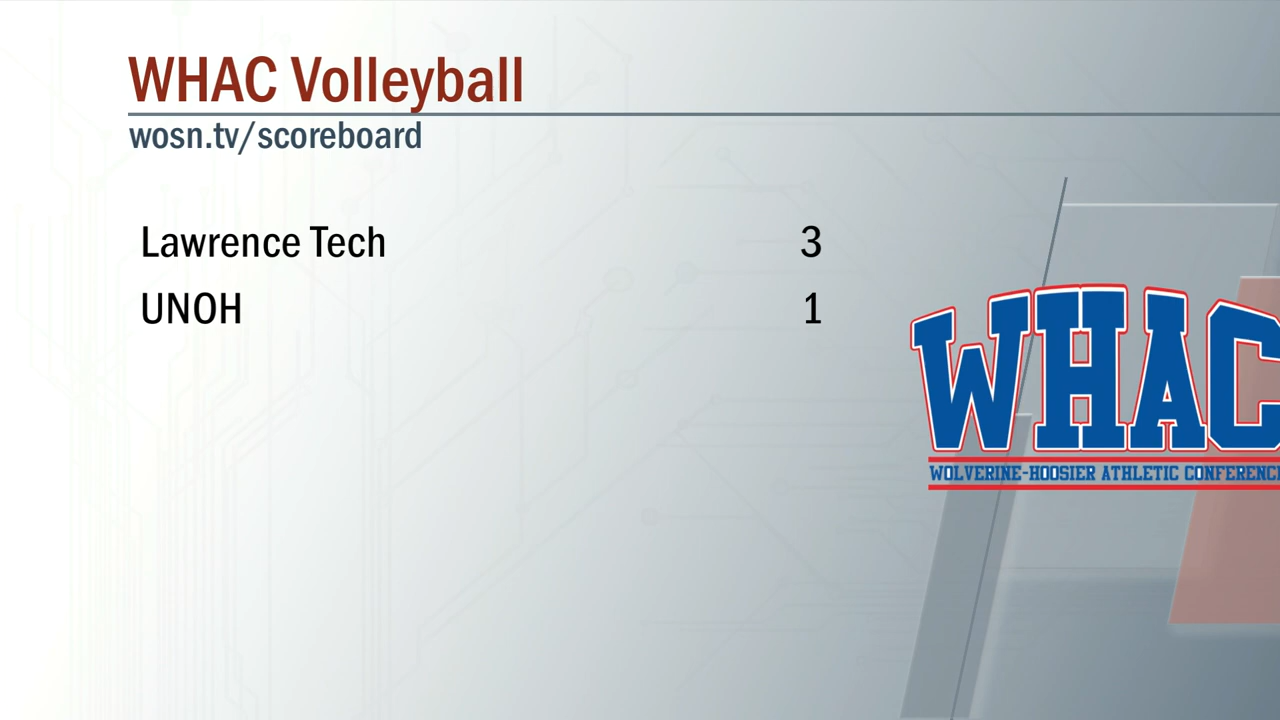 WHAC Volleyball
wosn.tv/scoreboard
Lawrence Tech 3
UNOH 1
WHAC
WOLVERINE-HOOSIER ATHLETIC CONFERENC